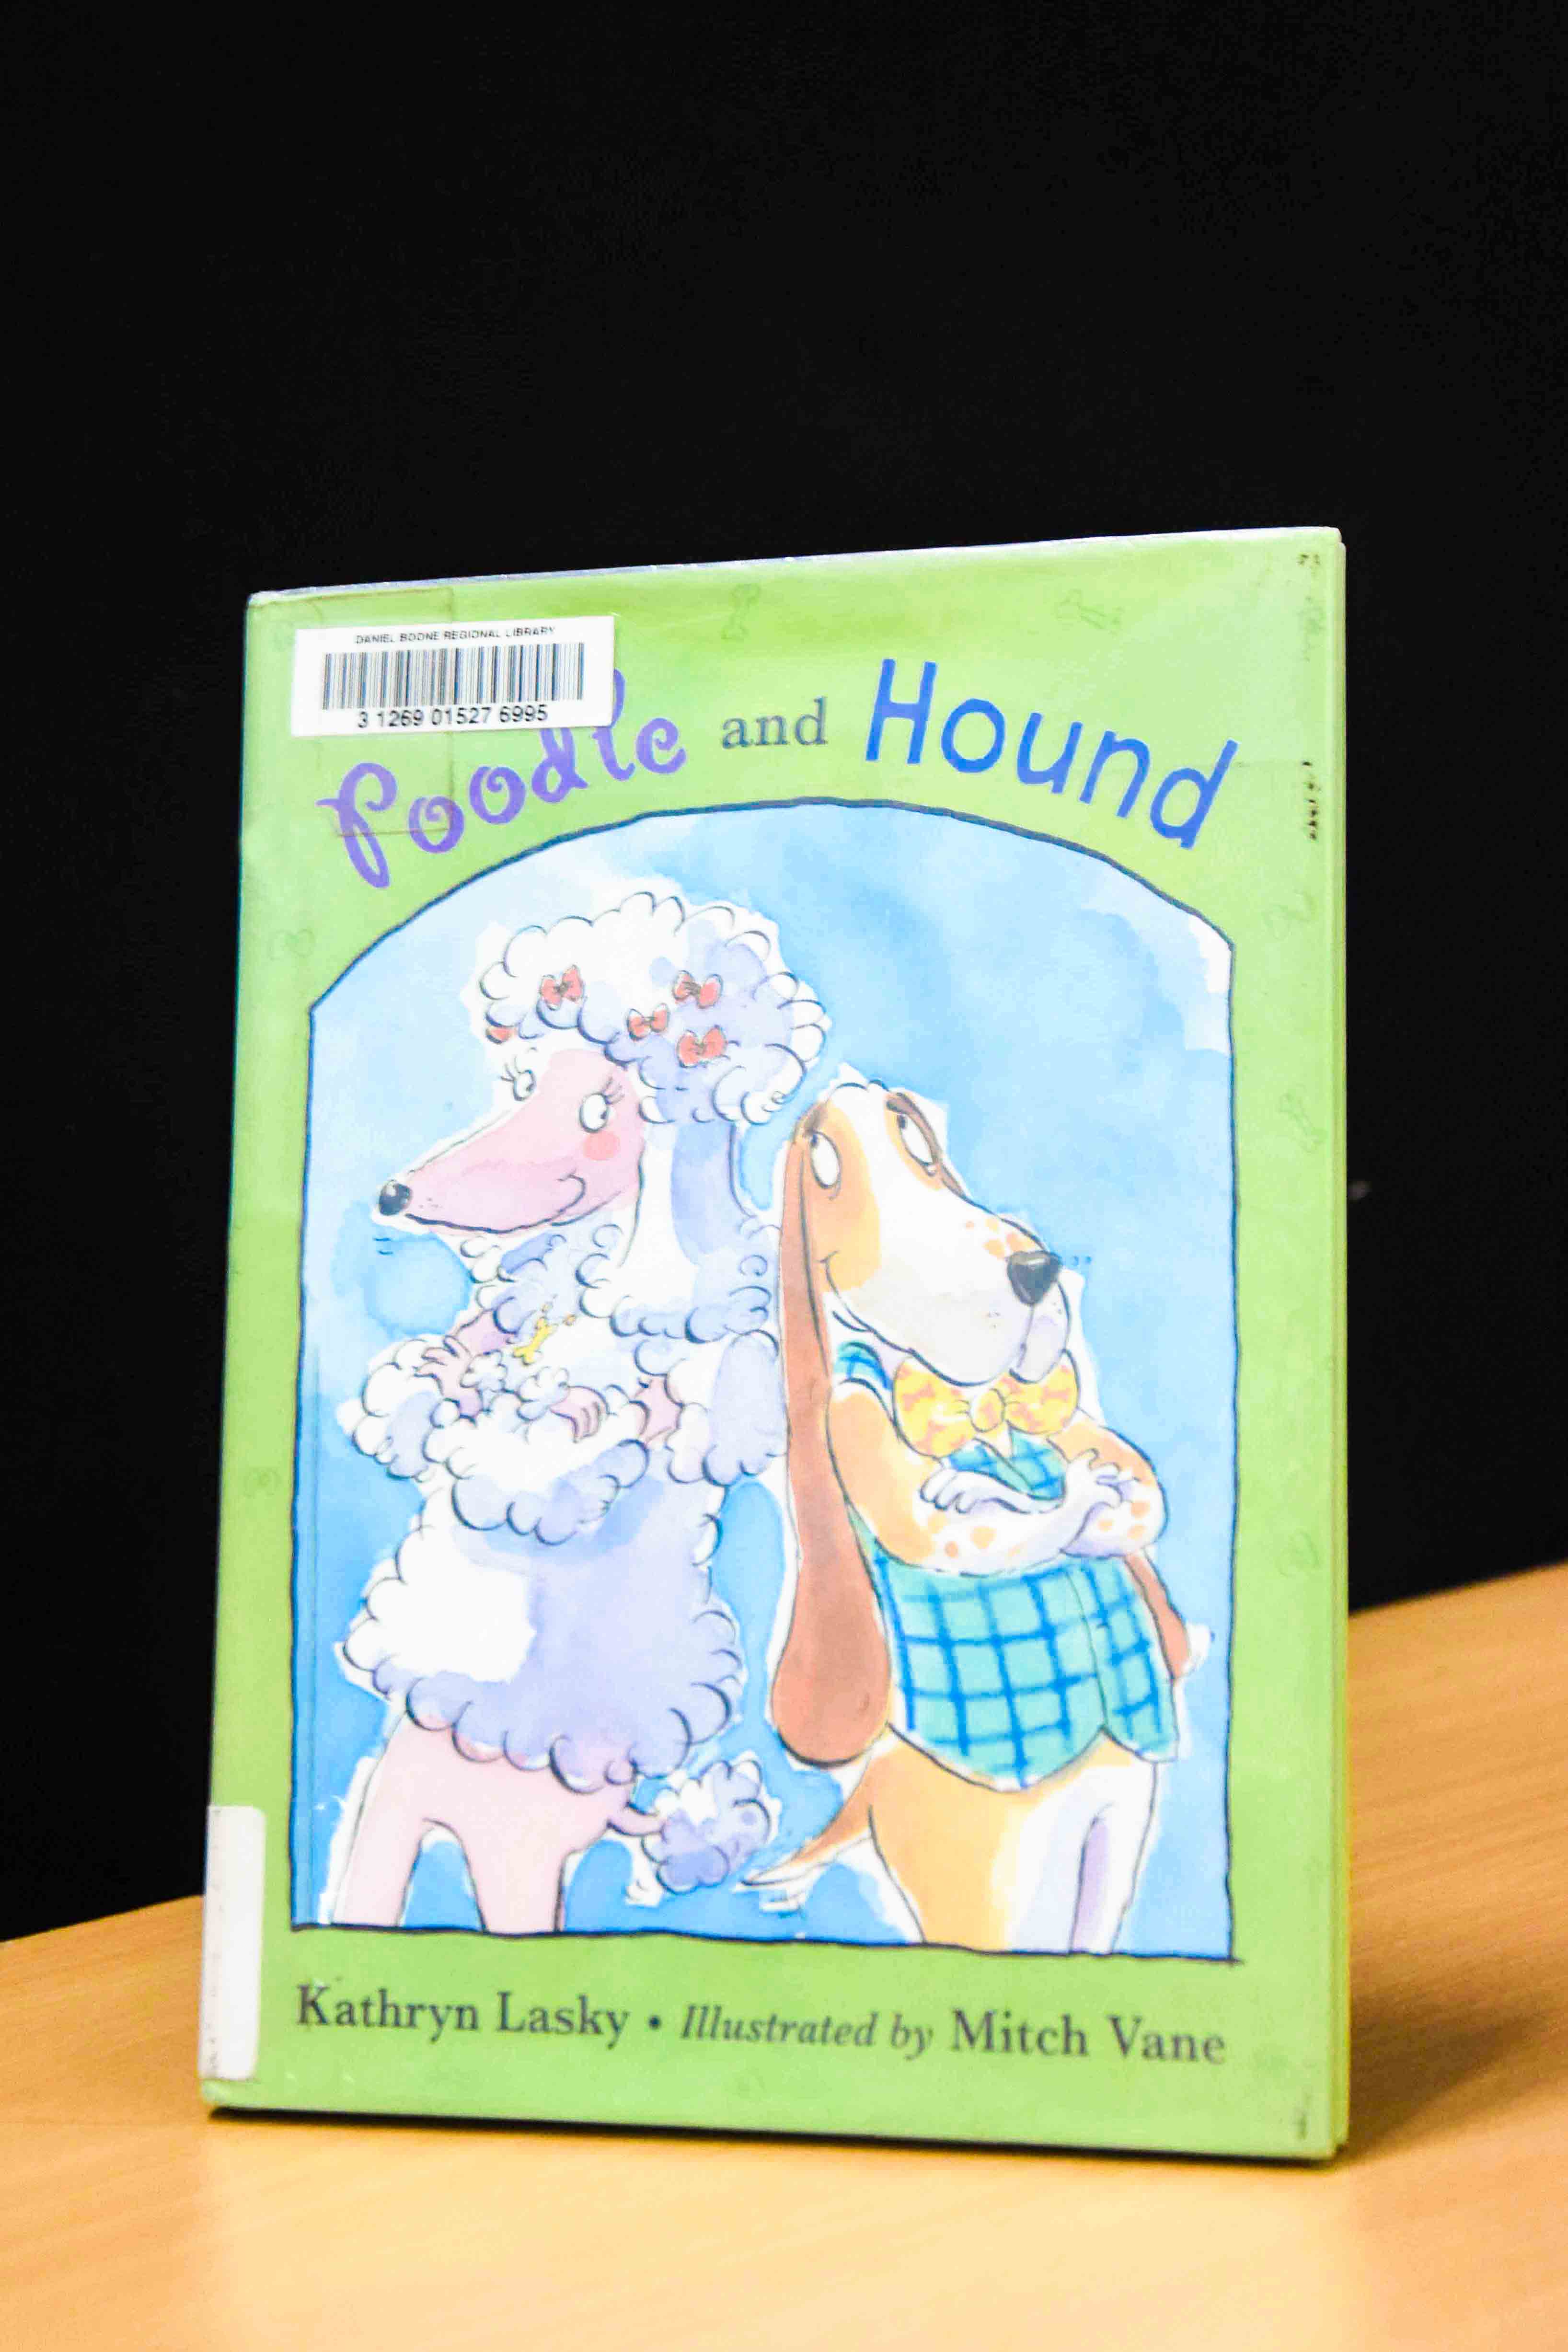 DANIEL BOONE REGIONAL LIBRARY
3 1269 01527 6995
Poodle and Hound
Kathryn Lasky • Illustrated by Mitch Vane